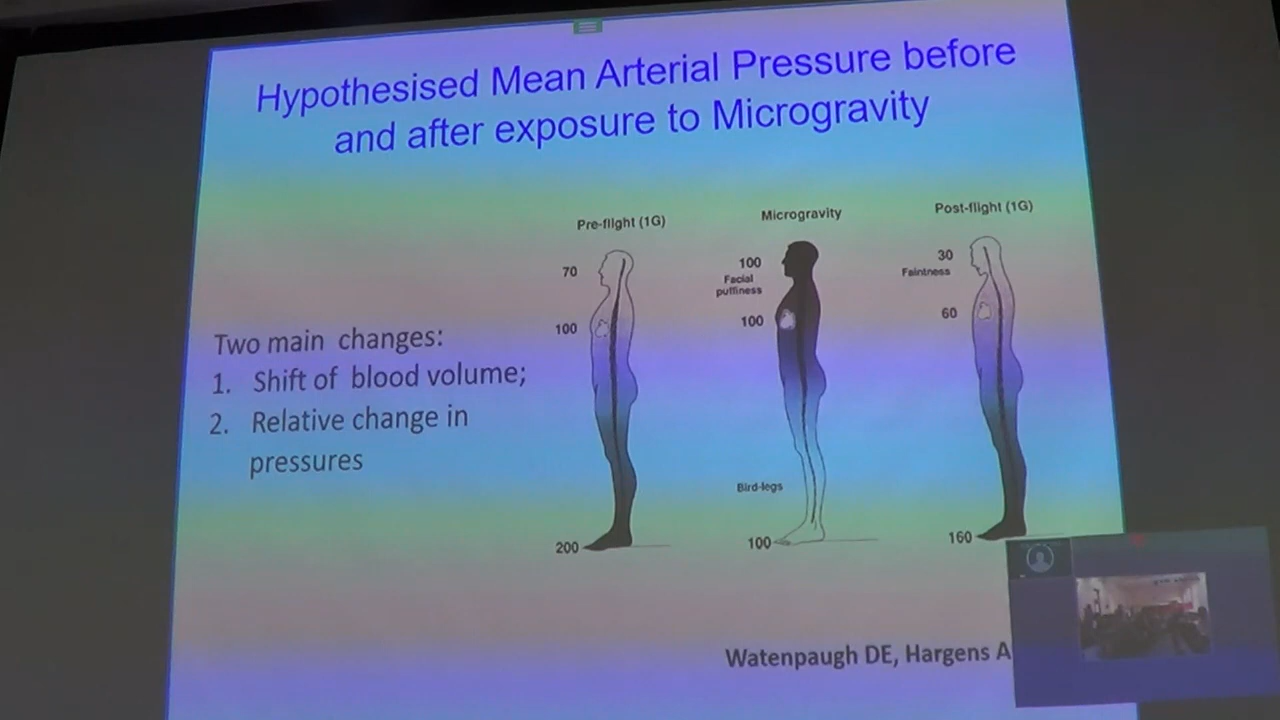 Hypothesised Mean Arterial Pressure before
and after exposure to Microgravity
Pre-flight (1G)
70
100
200
Microgravity
100
Facial
puffiness
100
Bird-legs
100
Post-flight (1G)
30
Faintness
60
160
Two main changes:
1. Shift of blood volume;
2. Relative change in
pressures
Watenpaugh DE, Hargens A